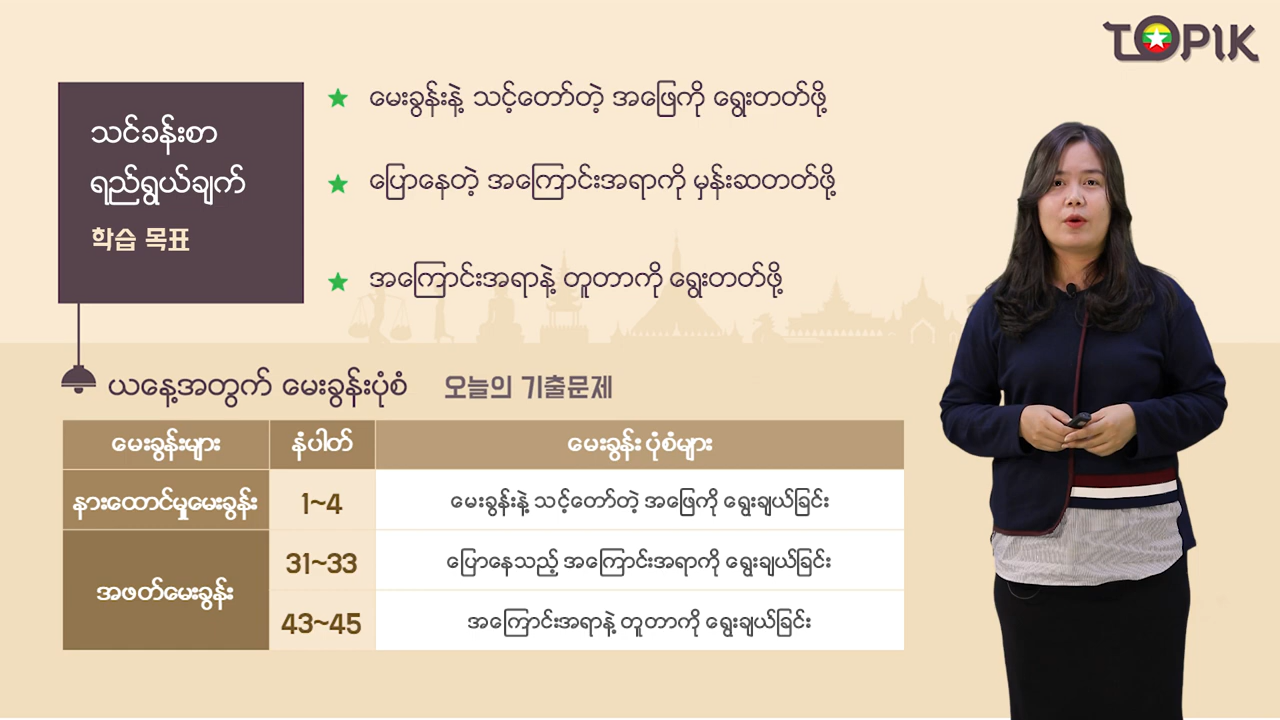 TOPIK
သင်ခန်းစာ
ရည်ရွယ်ချက်
학습 목표
မေးခွန်းနဲ့ သင့်တော်တဲ့ အဖြေကို ရွေးတတ်ဖို့
ပြောနေတဲ့ အကြောင်းအရာကို မှန်းဆတတ်ဖို့
အကြောင်းအရာနဲ့ တူတာကို ရွေးတတ်ဖို့
ယနေ့အတွက် မေးခွန်းပုံစံ 오늘의 기출문제
မေးခွန်းများ နံပါတ် မေးခွန်း ပုံစံများ
နားထောင်မှုမေးခွန်း 1~4 မေးခွန်းနဲ့ သင့်တော်တဲ့ အဖြေကို ရွေးချယ်ခြင်း
အဖတ်မေးခွန်း 31~33 ပြောနေသည့် အကြောင်းအရာကို ရွေးချယ်ခြင်း
43~45 အကြောင်းအရာနဲ့ တူတာကို ရွေးချယ်ခြင်း